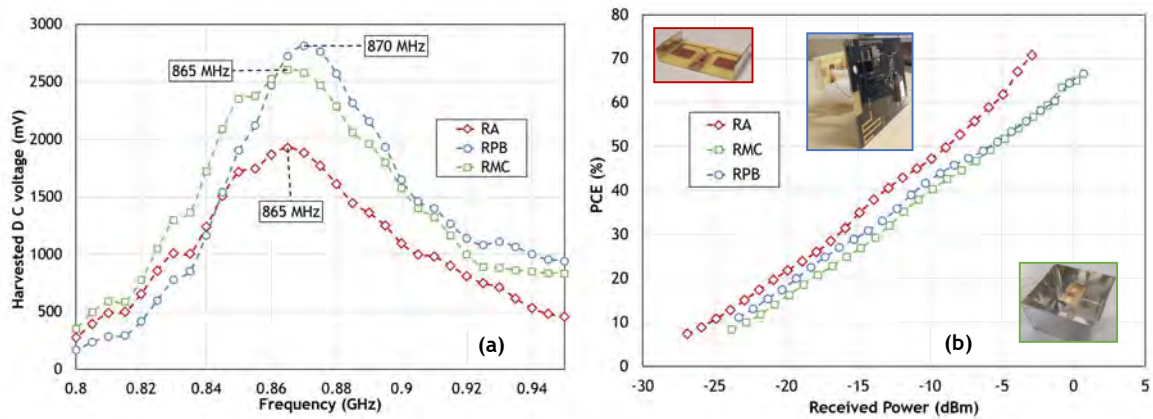 3000
2500
2000
1500
1000
500
0
Harvested D C voltage (mV)
870 MHz
865 MHz
865 MHz
RA
RPB
RMC
(a)
0.8
0.82
0.84
0.86
0.88
0.9
0.92
0.94
Frequency (GHz)
80
70
60
50
40
30
20
10
0
PCE (%)
RA
RMC
RPB
(b)
-30
-25
-20
-15
-10
-5
0
5
Received Power (dBm)